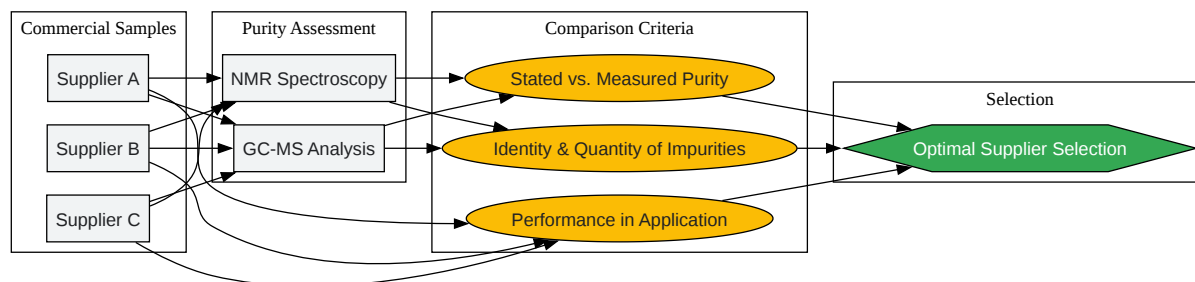 Commercial Samples
Supplier A
Supplier B
Supplier C
Purity Assessment
NMR Spectroscopy
GC-MS Analysis
Comparison Criteria
Stated vs. Measured Purity
Identity & Quantity of Impurities
Performance in Application
Selection
Optimal Supplier Selection